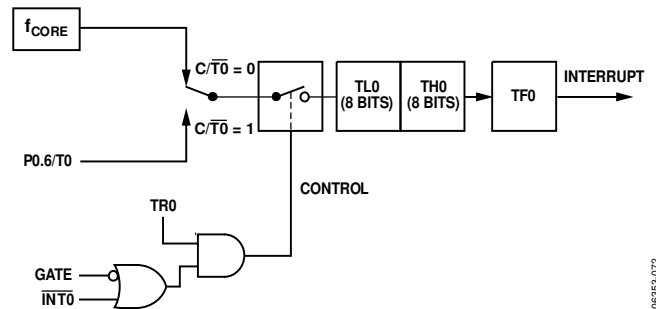 fCORE
C/T0 = 0
C/T0 = 1
P0.6/T0
TL0
(8 BITS)
TH0
(8 BITS)
TF0
INTERRUPT
CONTROL
TR0
GATE
INT0
06353-072